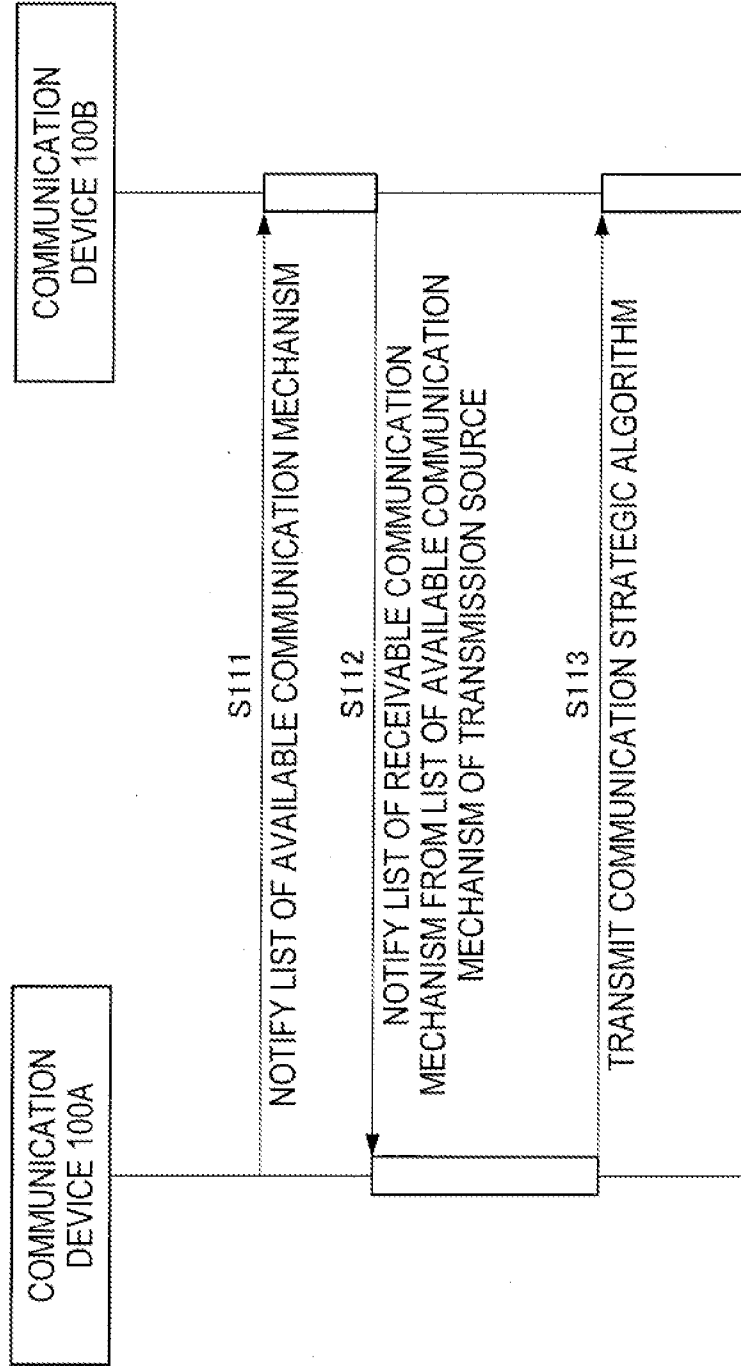 COMMUNICATION
DEVICE 100A
COMMUNICATION
DEVICE 100B
S111
NOTIFY LIST OF AVAILABLE COMMUNICATION MECHANISM
S112
NOTIFY LIST OF RECEIVABLE COMMUNICATION
MECHANISM FROM LIST OF AVAILABLE COMMUNICATION
MECHANISM OF TRANSMISSION SOURCE
S113
TRANSMIT COMMUNICATION STRATEGIC ALGORITHM